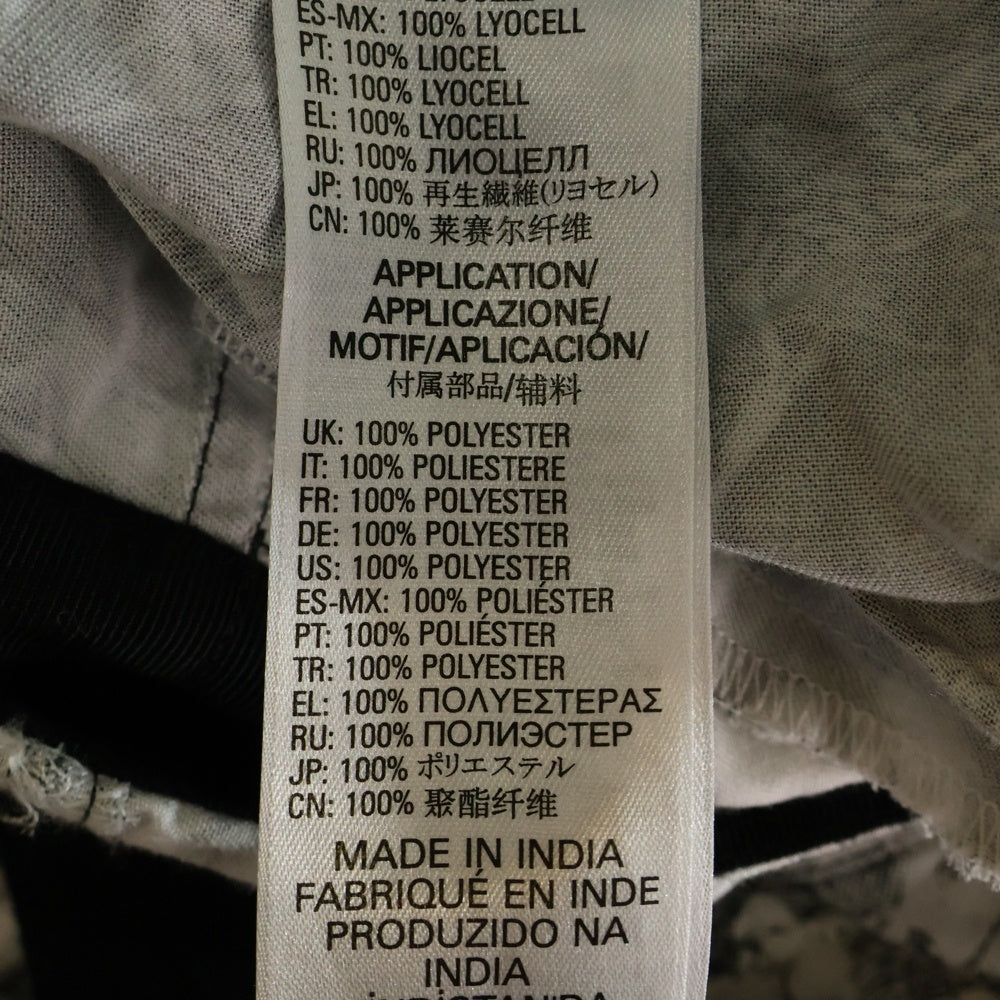 ES-MX: 100% LYOCELL
PT: 100% LIOCEL
TR: 100% LYOCELL
EL: 100% LYOCELL
RU: 100% ЛИОЦЕЛЛ
JP: 100% 再生繊維(リヨセル)
CN: 100% 莱赛尔纤维
APPLICATION/
APPLICAZIONE/
MOTIF/APLICACIÓN/
付属部品/辅料
UK: 100% POLYESTER
IT: 100% POLIESTERE
FR: 100% POLYESTER
DE: 100% POLYESTER
US: 100% POLYESTER
ES-MX: 100% POLIÉSTER
PT: 100% POLIÉSTER
TR: 100% POLYESTER
EL: 100% ΠΟΛΥΕΣΤΕΡΑΣ
RU: 100% ПОЛИЭСТЕР
JP: 100% ポリエステル
CN: 100% 聚酯纤维
MADE IN INDIA
FABRIQUÉ EN INDE
PRODUZIDO NA
INDIA